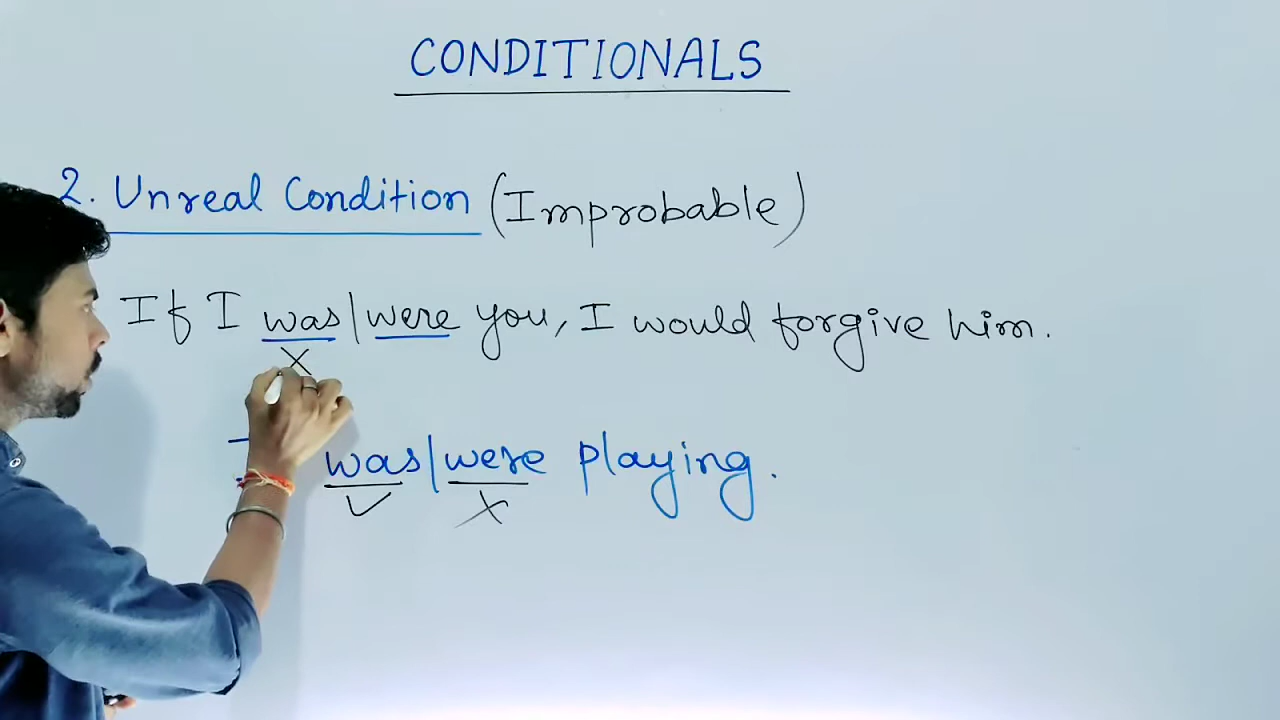 CONDITIONALS
2. Unreal Condition (Improbable)
If I was/were you, I would forgive him.
was/were playing.